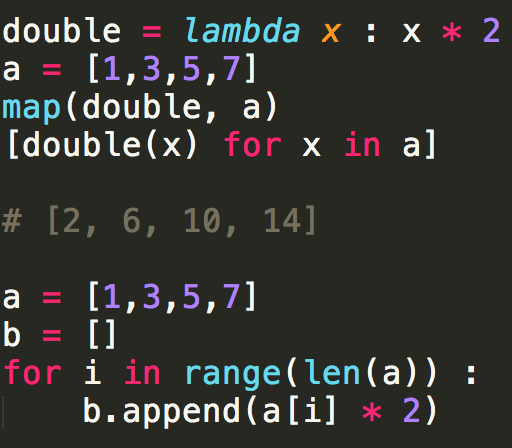 double = lambda x : x * 2
a = [1,3,5,7]
map(double, a)
[double(x) for x in a]
# [2, 6, 10, 14]
a = [1,3,5,7]
b = []
for i in range(len(a)) :
    b.append(a[i] * 2)